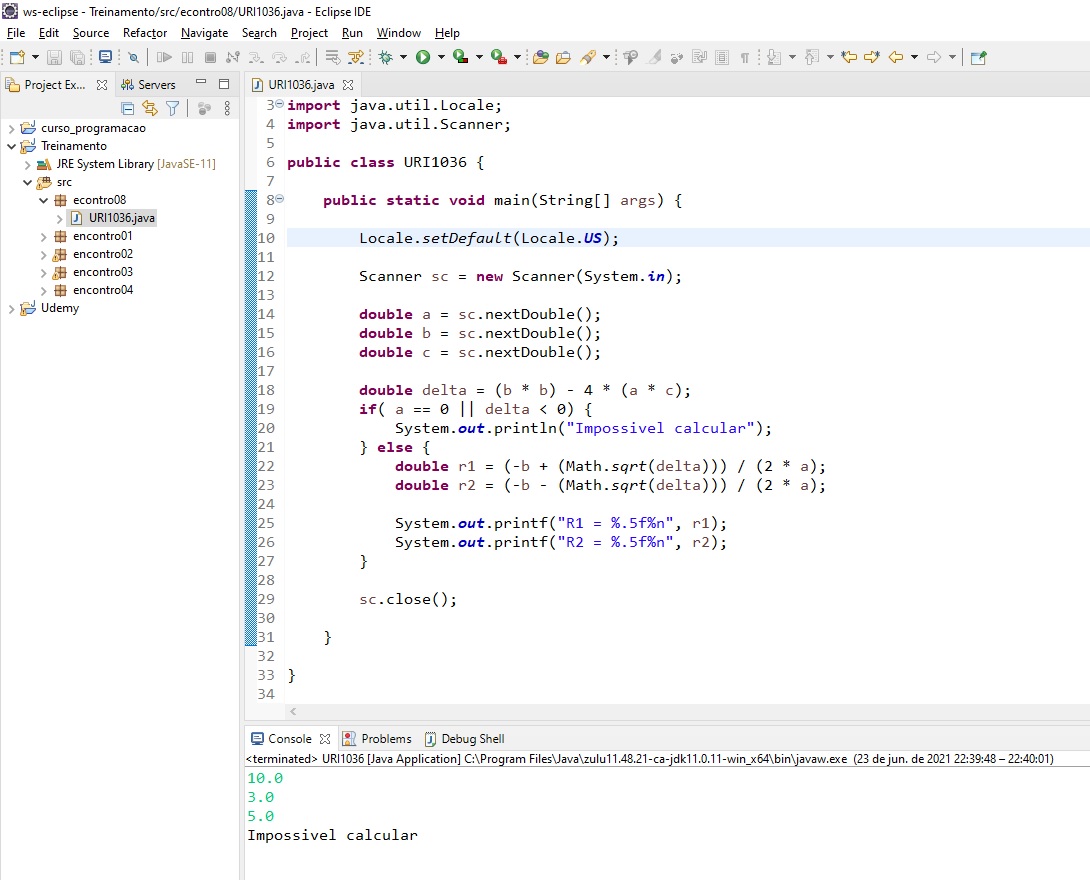 ws-eclipse - Treinamento/src/econtro08/URI1036.java - Eclipse IDE
File Edit Source Refactor Navigate Search Project Run Window Help
Project Ex... Servers
curso_programacao
Treinamento
JRE System Library [JavaSE-11]
src
econtro08
URI1036.java
encontro01
encontro02
encontro03
encontro04
Udemy
URI1036.java
3 import java.util.Locale;
4 import java.util.Scanner;
5
6 public class URI1036 {
7
8 public static void main(String[] args) {
9
10 Locale.setDefault(Locale.US);
11
12 Scanner sc = new Scanner(System.in);
13
14 double a = sc.nextDouble();
15 double b = sc.nextDouble();
16 double c = sc.nextDouble();
17
18 double delta = (b * b) - 4 * (a * c);
19 if( a == 0 || delta < 0) {
20 System.out.println("Impossivel calcular");
21 } else {
22 double r1 = (-b + (Math.sqrt(delta))) / (2 * a);
23 double r2 = (-b - (Math.sqrt(delta))) / (2 * a);
24
25 System.out.printf("R1 = %.5f%n", r1);
26 System.out.printf("R2 = %.5f%n", r2);
27 }
28
29 sc.close();
30
31 }
32
33 }
34
Console Problems Debug Shell
<terminated> URI1036 [Java Application] C:\Program Files\Java\zulu11.48.21-ca-jdk11.0.11-win_x64\bin\javaw.exe (23 de jun. de 2021 22:39:48 – 22:40:01)
10.0
3.0
5.0
Impossivel calcular